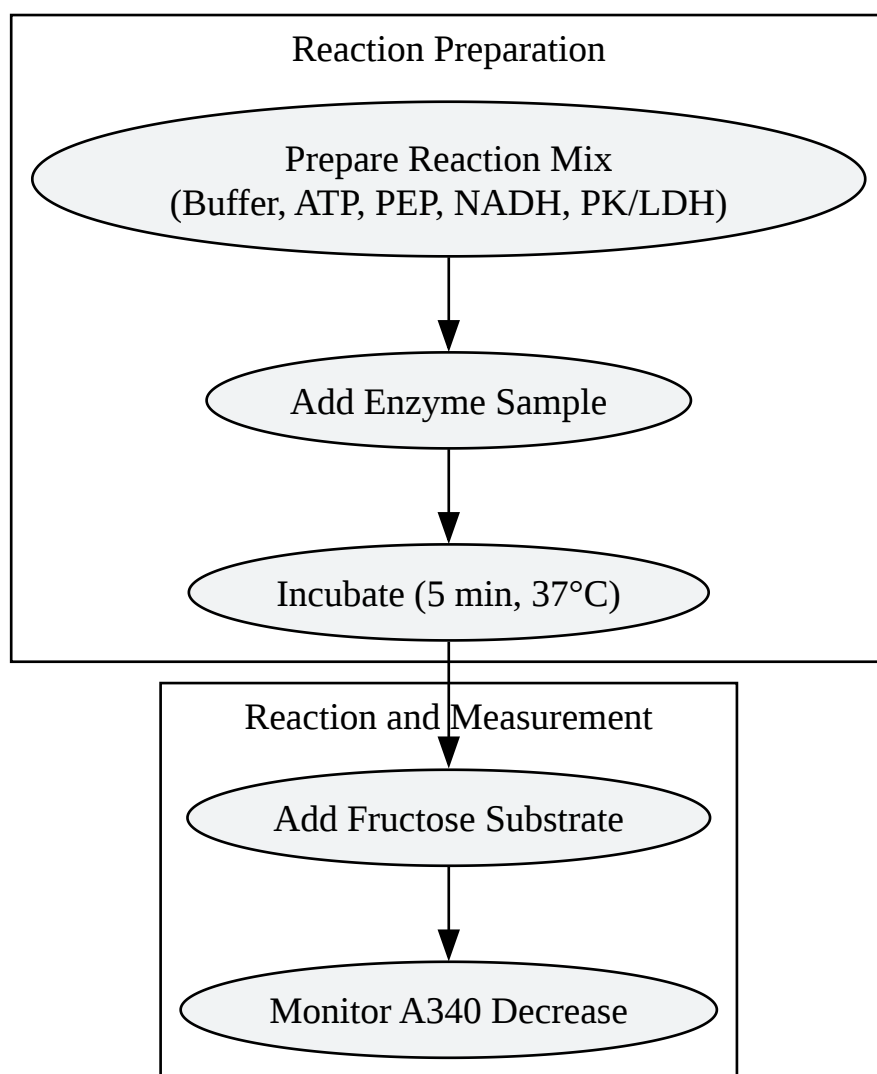 Reaction Preparation
Prepare Reaction Mix
(Buffer, ATP, PEP, NADH, PK/LDH)
Add Enzyme Sample
Incubate (5 min, 37°C)
Reaction and Measurement
Add Fructose Substrate
Monitor A340 Decrease